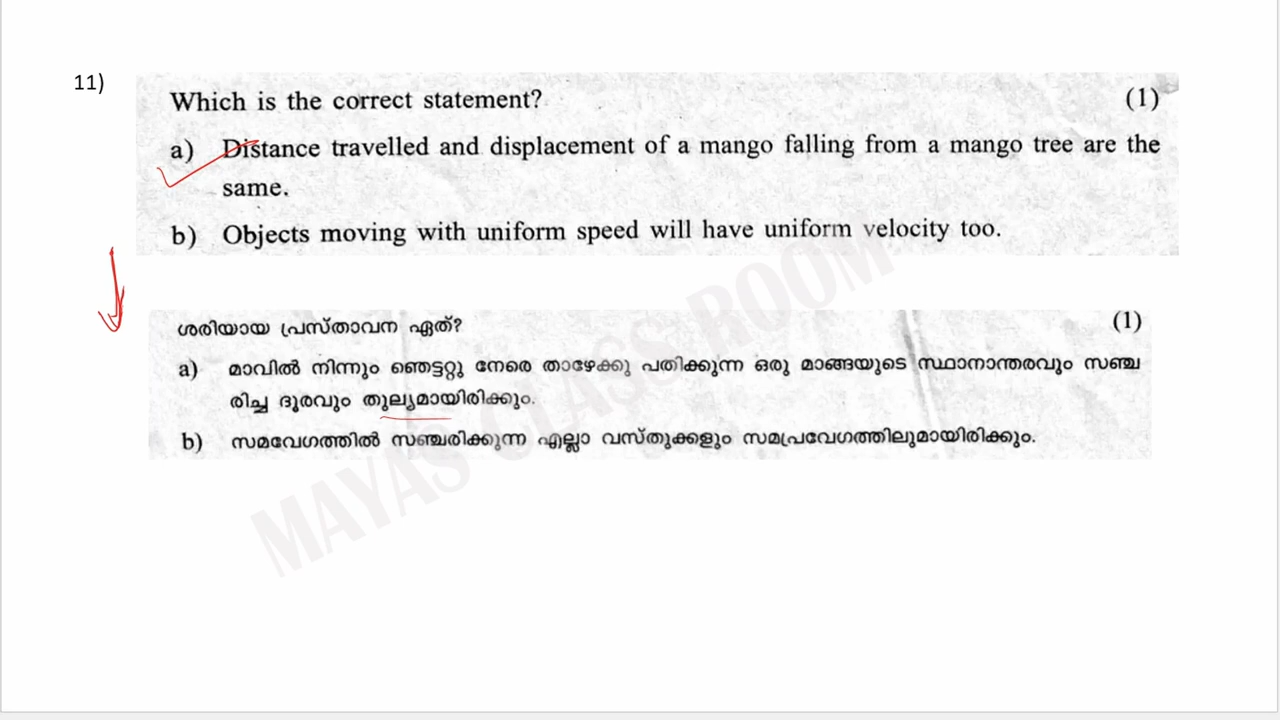 11)
Which is the correct statement? (1)
a) Distance travelled and displacement of a mango falling from a mango tree are the
same.
b) Objects moving with uniform speed will have uniform velocity too.
ശരിയായ പ്രസ്താവന ഏത്? (1)
a) മാവിൽ നിന്നും ഞെട്ടറ്റു നേരെ താഴേക്കു പതിക്കുന്ന ഒരു മാങ്ങയുടെ സ്ഥാനാന്തരവും സഞ്ച
രിച്ച ദൂരവും തുല്യമായിരിക്കും.
b) സമവേഗത്തിൽ സഞ്ചരിക്കുന്ന എല്ലാ വസ്തുക്കളും സമപ്രവേഗത്തിലുമായിരിക്കും.
MAYAS CLASS ROOM